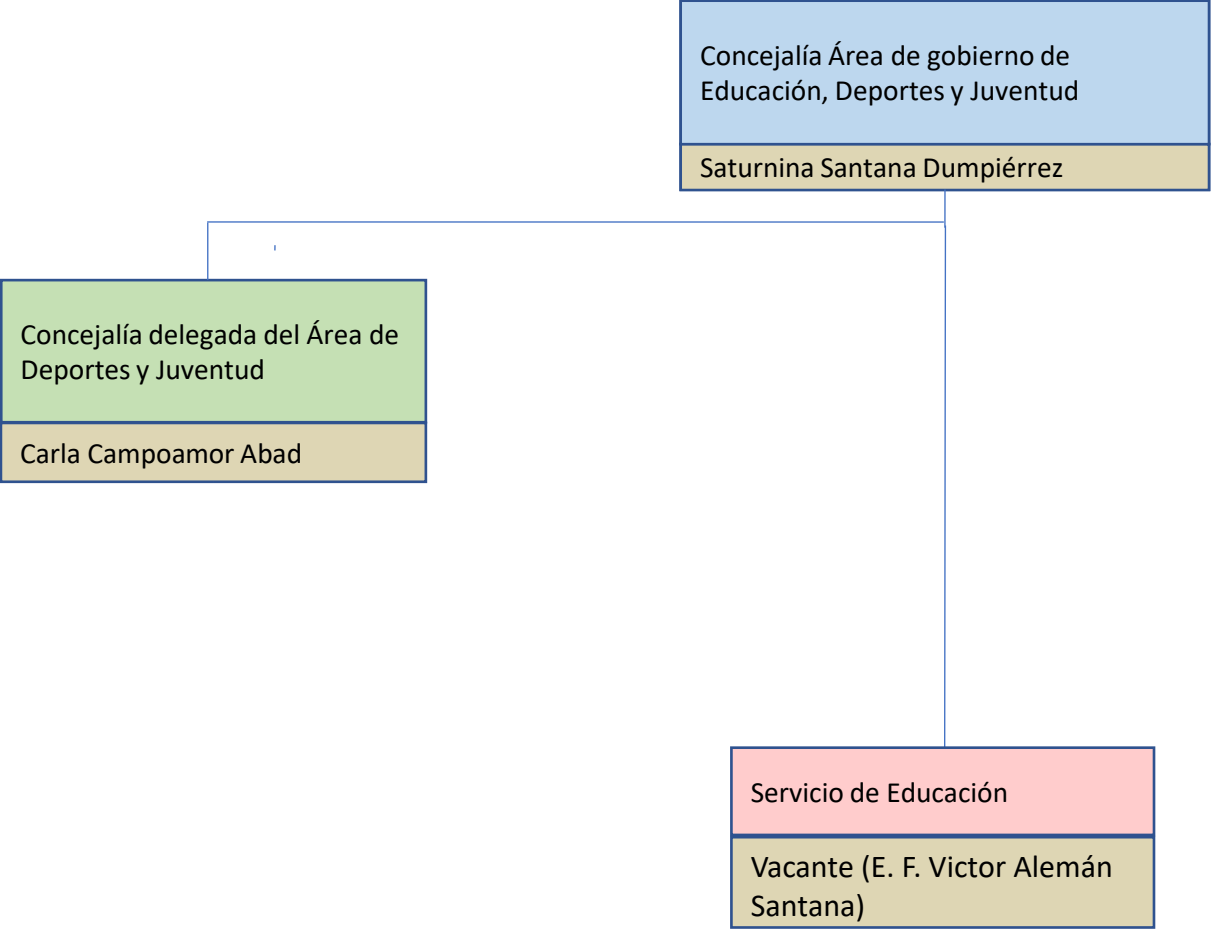 Concejalía Área de gobierno de
Educación, Deportes y Juventud
Saturnina Santana Dumpiérrez
Concejalía delegada del Área de
Deportes y Juventud
Carla Campoamor Abad
Servicio de Educación
Vacante (E. F. Victor Alemán
Santana)